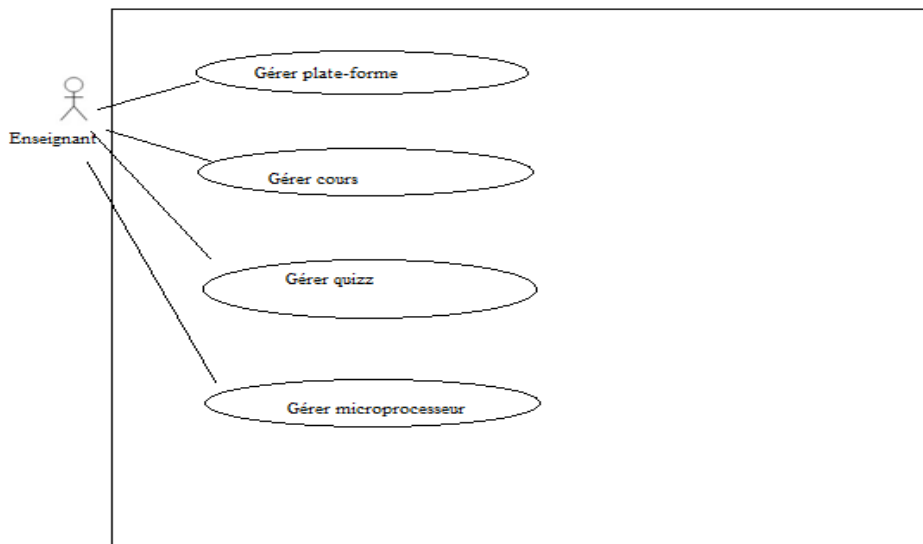 Gérer plate-forme
Enseignant
Gérer cours
Gérer quizz
Gérer microprocesseur